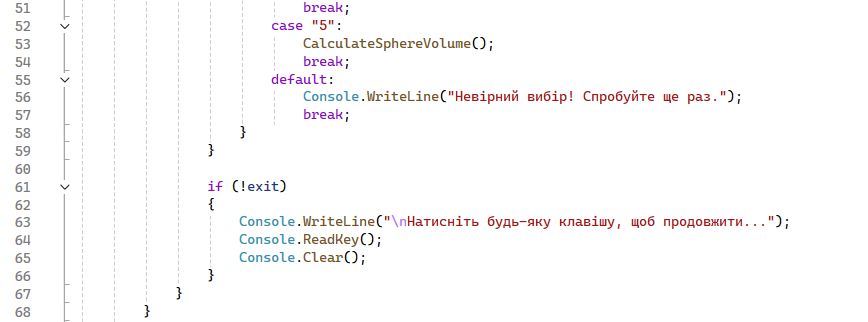 51 break;
52 case "5":
53 CalculateSphereVolume();
54 break;
55 default:
56 Console.WriteLine("Невірний вибір! Спробуйте ще раз.");
57 break;
58 }
59 }
60
61 if (!exit)
62 {
63 Console.WriteLine("\nНатисніть будь-яку клавішу, щоб продовжити...");
64 Console.ReadKey();
65 Console.Clear();
66 }
67 }
68 }